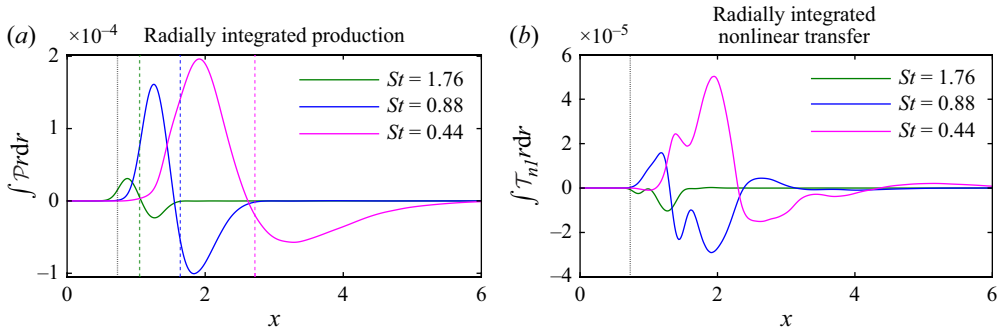 (a)
×10⁻⁴
Radially integrated production
2
1
0
−1
∫ 𝒫rdr
St = 1.76
St = 0.88
St = 0.44
0
2
4
6
x
(b)
×10⁻⁵
Radially integrated
nonlinear transfer
6
4
2
0
−2
−4
∫ 𝒯nl rdr
St = 1.76
St = 0.88
St = 0.44
0
2
4
6
x